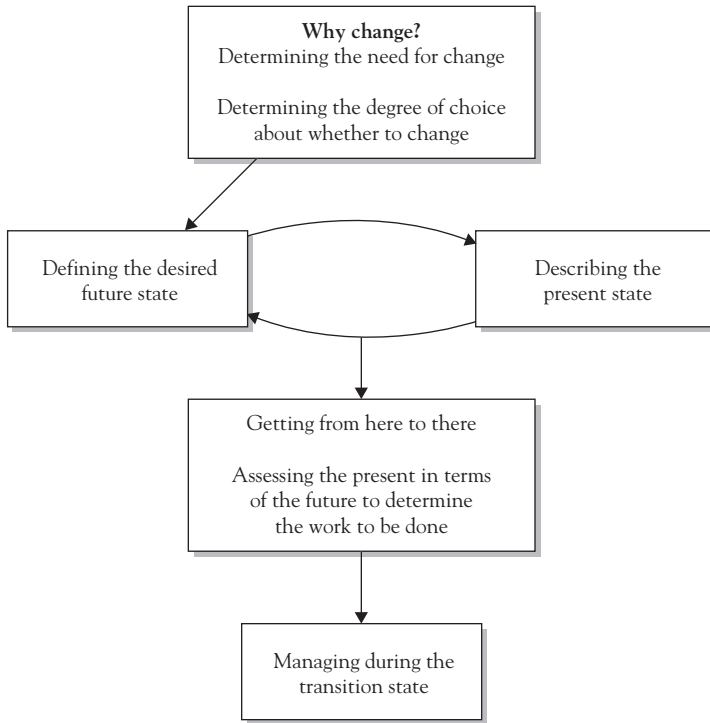 Why change?
Determining the need for change
Determining the degree of choice
about whether to change
Defining the desired
future state
Describing the
present state
Getting from here to there
Assessing the present in terms
of the future to determine
the work to be done
Managing during the
transition state